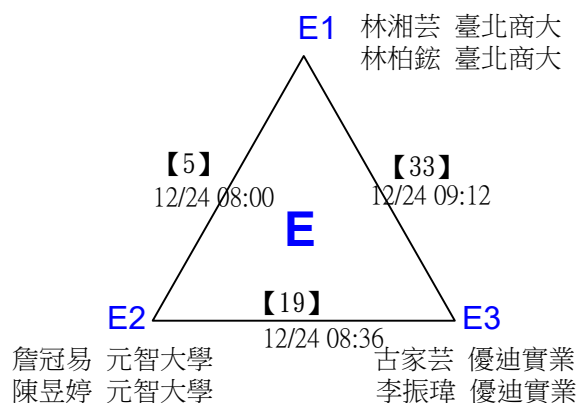 E1 林湘芸 臺北商大
林柏鋐 臺北商大
【5】
12/24 08:00
【33】
12/24 09:12
E
E2 【19】 E3
12/24 08:36
詹冠易 元智大學 古家芸 優迪實業
陳昱婷 元智大學 李振瑋 優迪實業